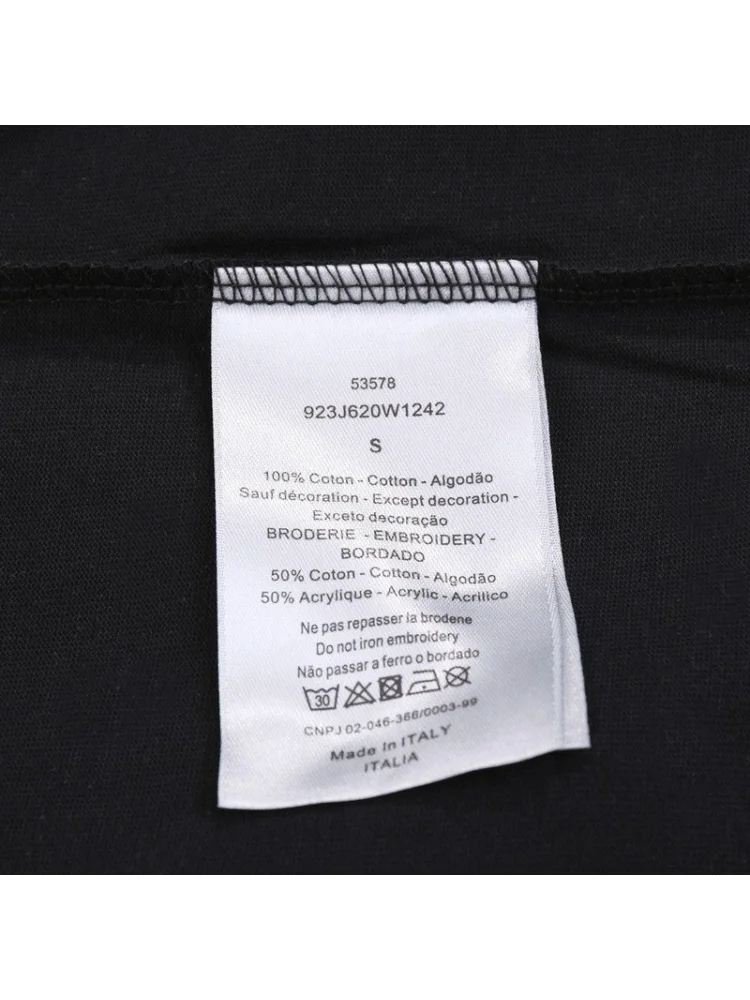 53578
923J620W1242
S
100% Coton - Cotton - Algodão
Sauf décoration - Except decoration -
Exceto decoração
BRODERIE - EMBROIDERY -
BORDADO
50% Coton - Cotton - Algodão
50% Acrylique - Acrylic - Acrilico
Ne pas repasser la brodene
Do not iron embroidery
Não passar a ferro o bordado
30
CNPJ 02-046-366/0003-99
Made in ITALY
ITALIA